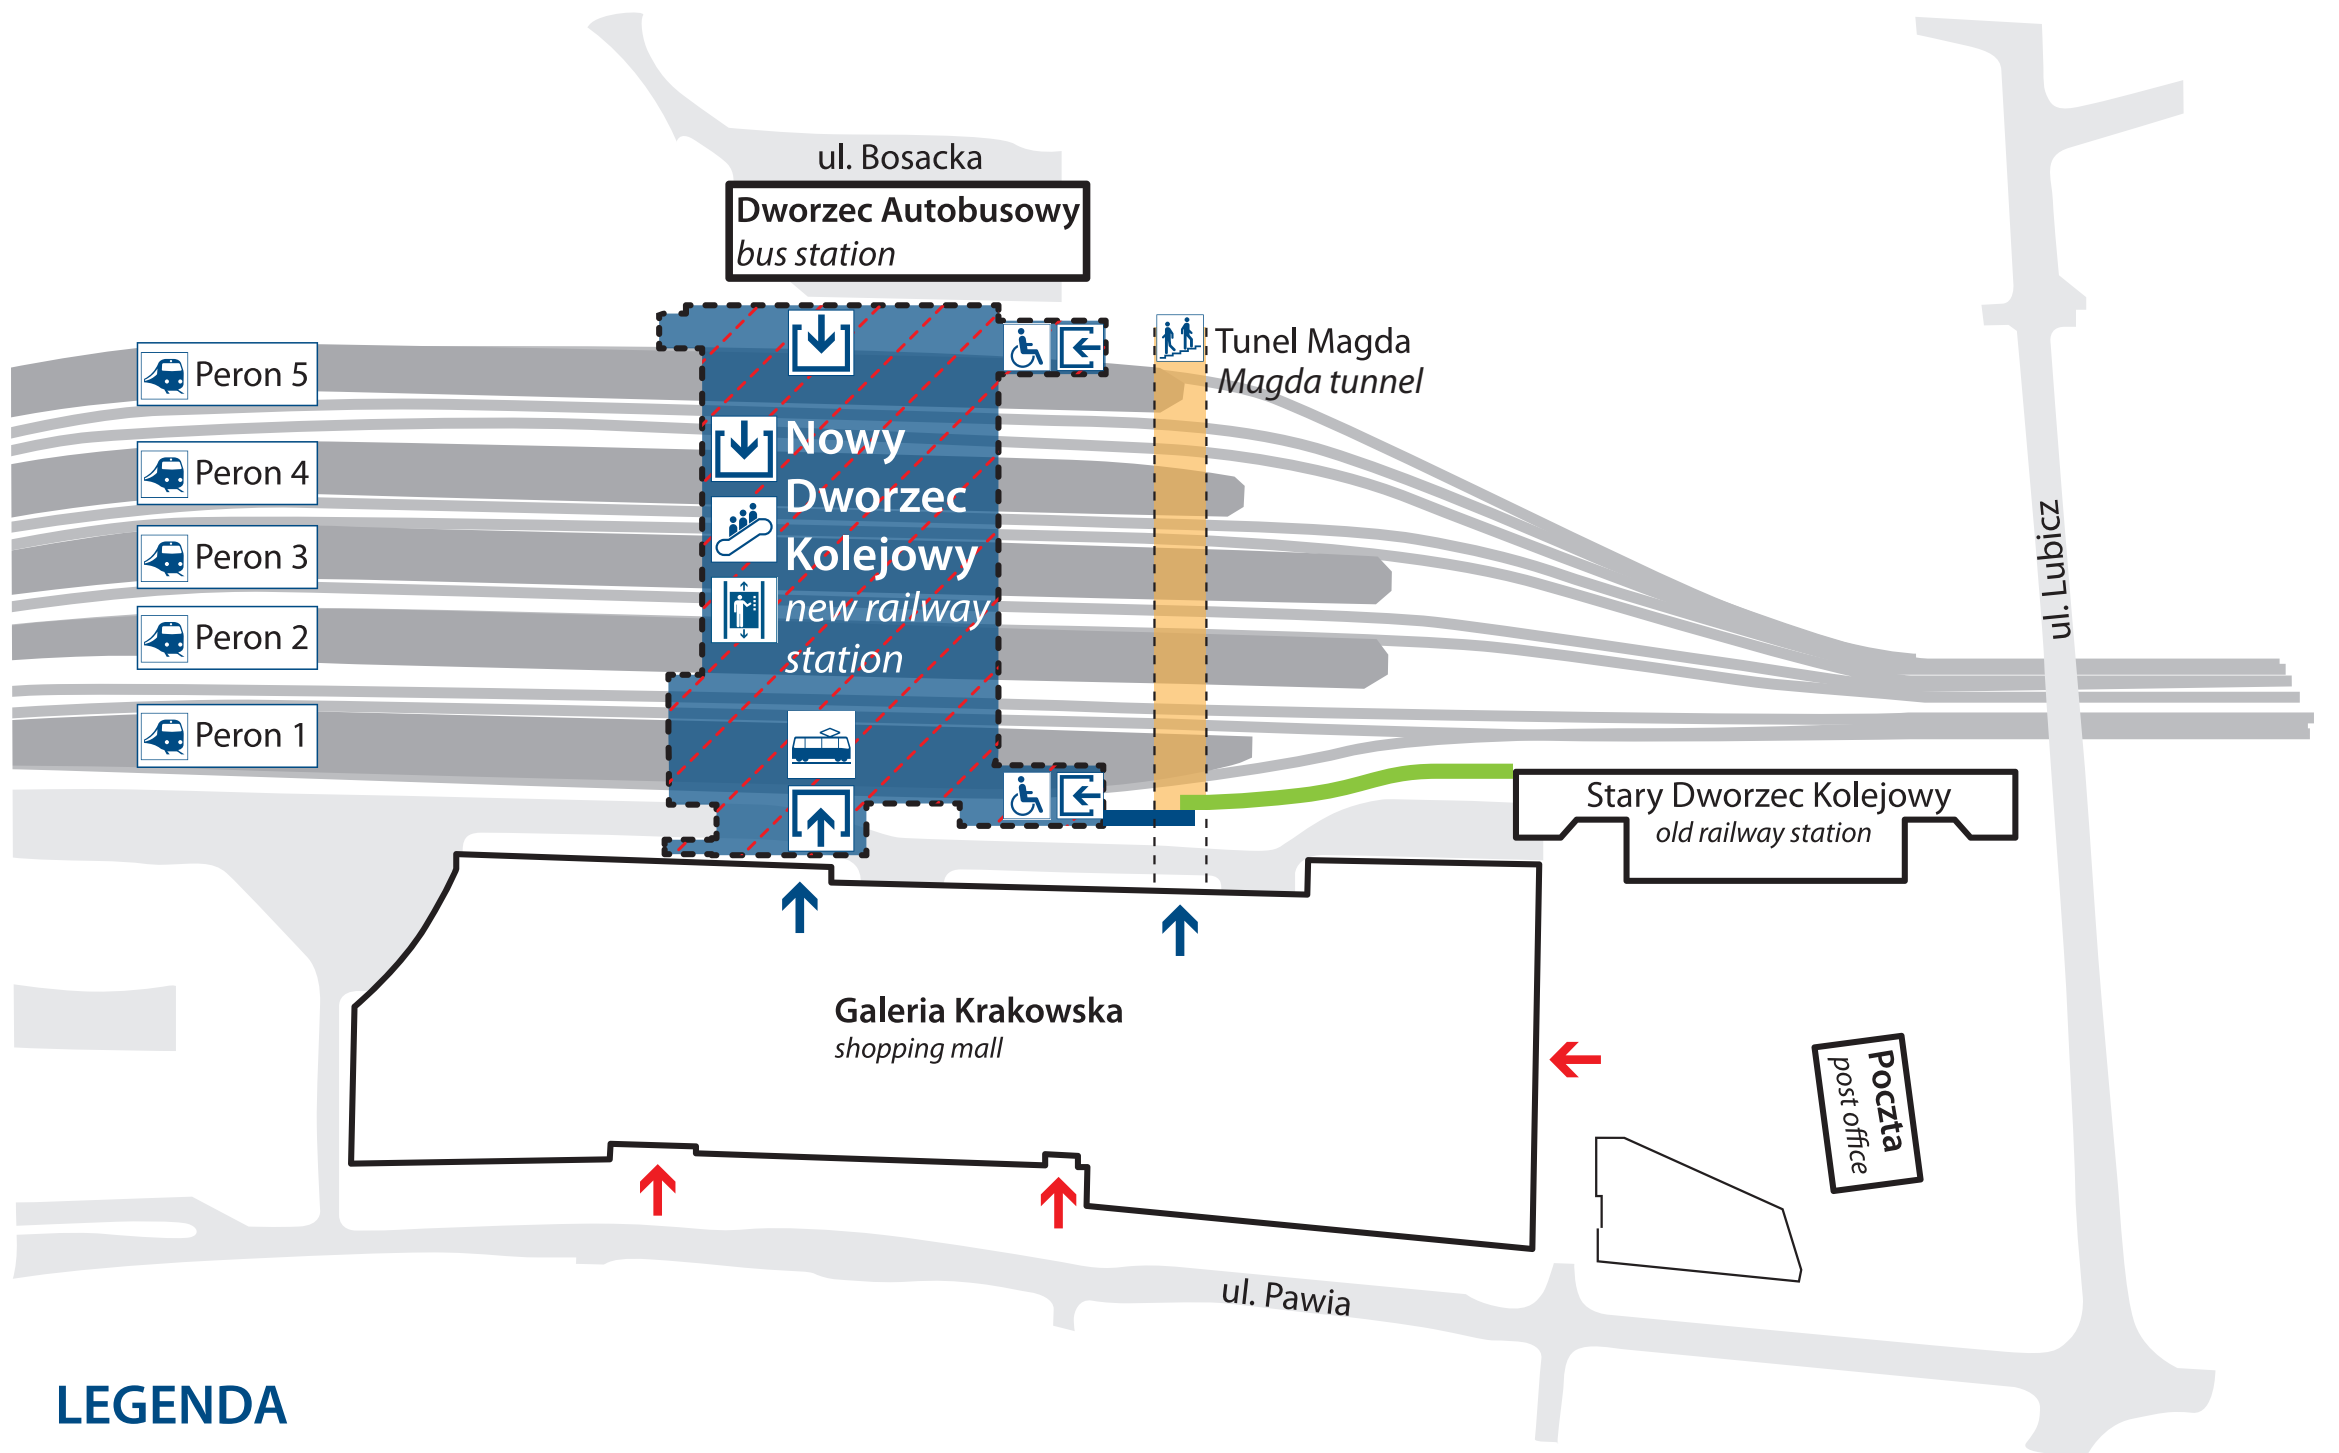 ul. Bosacka
Dworzec Autobusowy
bus station
Tunel Magda
Magda tunnel
Peron 5
Peron 4
Peron 3
Peron 2
Peron 1
Nowy
Dworzec
Kolejowy
new railway
station
ul. Lubicz
Stary Dworzec Kolejowy
old railway station
Galeria Krakowska
shopping mall
Poczta
post office
ul. Pawia
LEGENDA